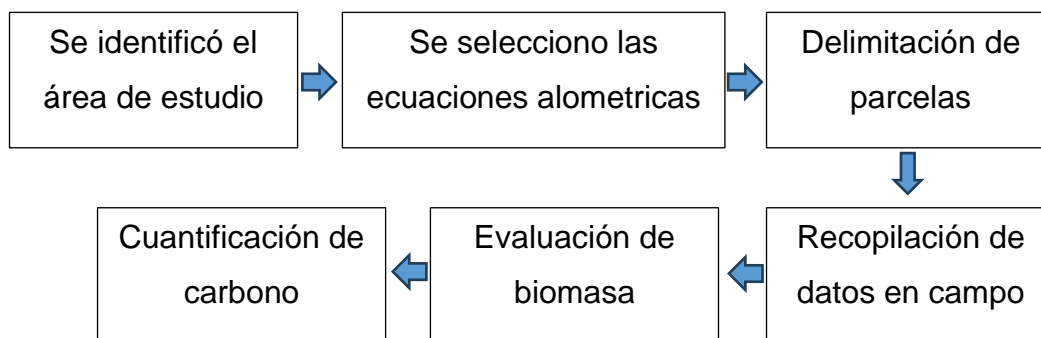 Se identificó el
área de estudio
Se selecciono las
ecuaciones alometricas
Delimitación de
parcelas
Recopilación de
datos en campo
Evaluación de
biomasa
Cuantificación de
carbono